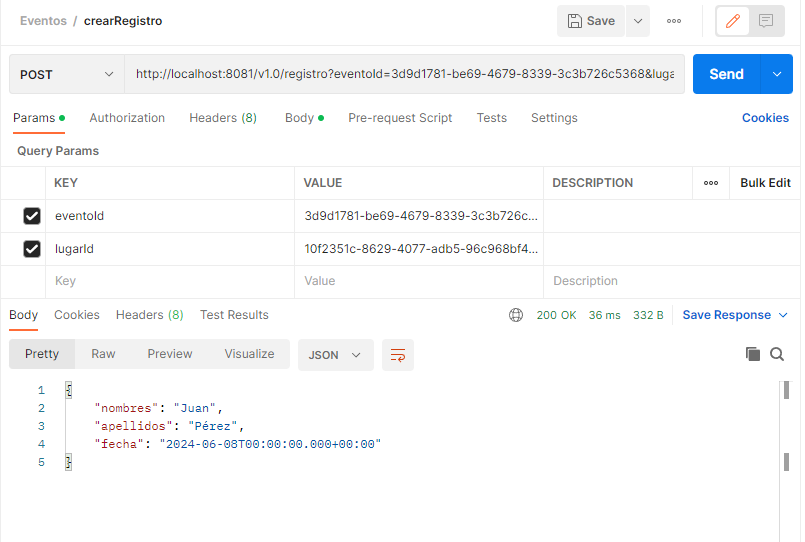 Eventos / crearRegistro
Save
POST
http://localhost:8081/v1.0/registro?eventoId=3d9d1781-be69-4679-8339-3c3b726c5368&luga
Send
Params Authorization Headers (8) Body Pre-request Script Tests Settings Cookies
Query Params
KEY VALUE DESCRIPTION Bulk Edit
eventoId 3d9d1781-be69-4679-8339-3c3b726c...
lugarId 10f2351c-8629-4077-adb5-96c968bf4...
Key Value Description
Body Cookies Headers (8) Test Results 200 OK 36 ms 332 B Save Response
Pretty Raw Preview Visualize JSON
1 {
2 "nombres": "Juan",
3 "apellidos": "Pérez",
4 "fecha": "2024-06-08T00:00:00.000+00:00"
5 }